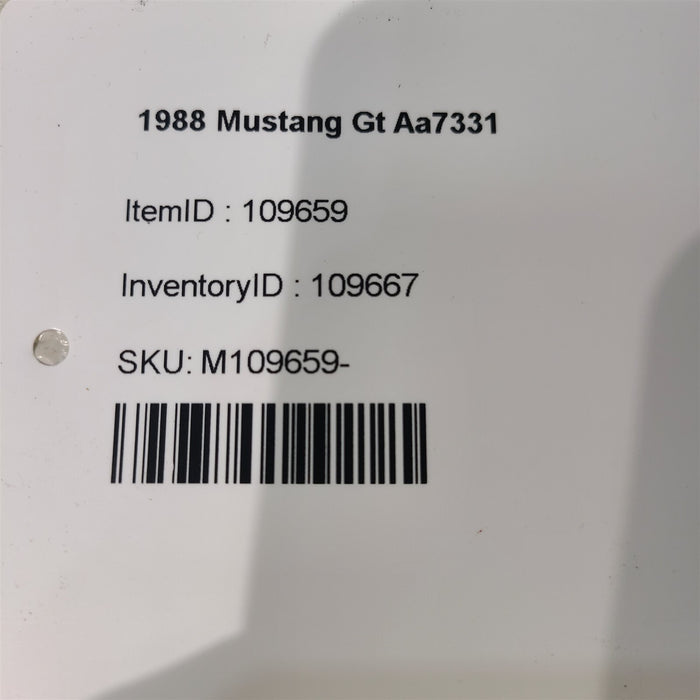 1988 Mustang Gt Aa7331
ItemID : 109659
InventoryID : 109667
SKU: M109659-